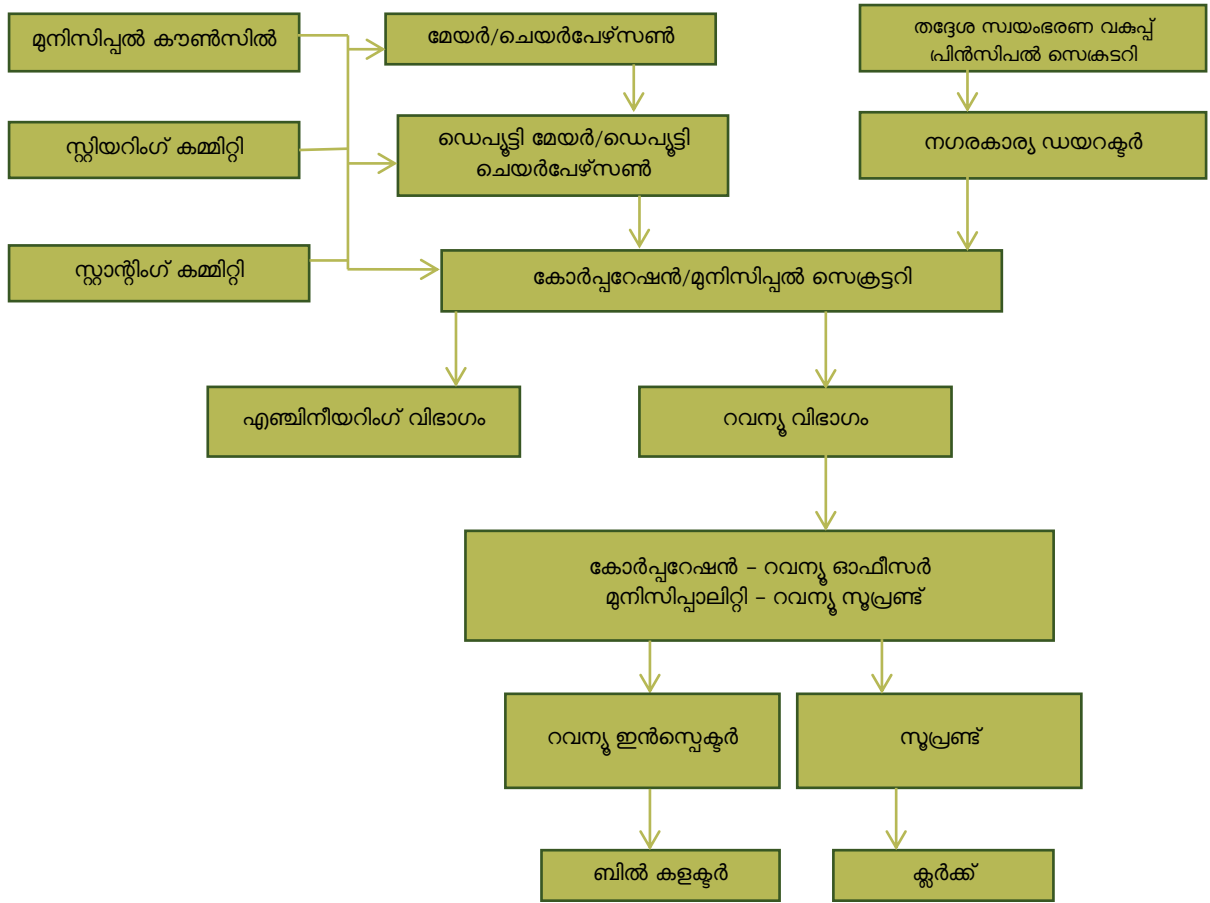 മുനിസിപ്പൽ കൗൺസിൽ
മേയർ/ചെയർപേഴ്സൺ
തദ്ദേശ സ്വയംഭരണ വകുപ്പ്
പ്രിൻസിപൽ സെക്രടറി
സ്റ്റിയറിംഗ് കമ്മിറ്റി
ഡെപ്യൂട്ടി മേയർ/ഡെപ്യൂട്ടി
ചെയർപേഴ്സൺ
നഗരകാര്യ ഡയറക്ടർ
സ്റ്റാന്റിംഗ് കമ്മിറ്റി
കോർപ്പറേഷൻ/മുനിസിപ്പൽ സെക്രട്ടറി
എഞ്ചിനീയറിംഗ് വിഭാഗം
റവന്യൂ വിഭാഗം
കോർപ്പറേഷൻ – റവന്യൂ ഓഫീസർ
മുനിസിപ്പാലിറ്റി – റവന്യൂ സൂപ്രണ്ട്
റവന്യൂ ഇൻസ്പെക്ടർ
സൂപ്രണ്ട്
ബിൽ കളക്ടർ
ക്ലർക്ക്